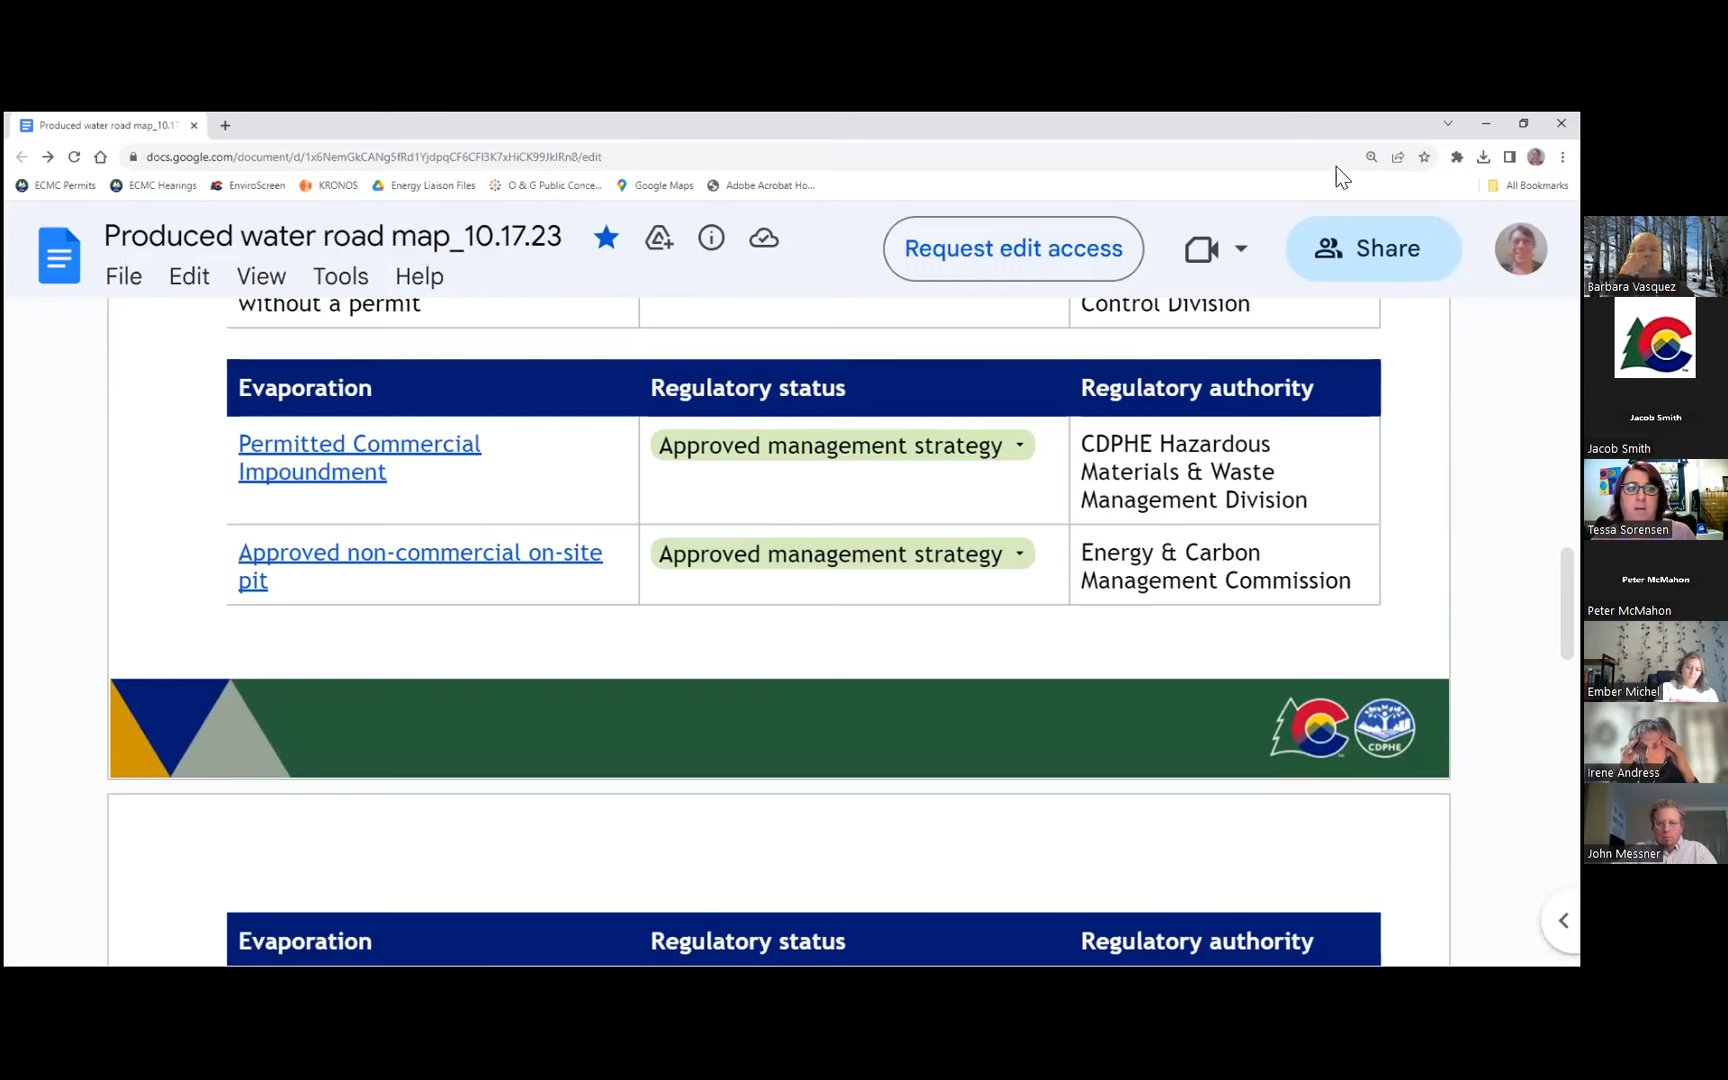 Produced water road map_10.1
docs.google.com/document/d/1x6NemGkCANg5fRd1YjdpqCF6CFI3K7xHiCK99JkIRn8/edit
ECMC Permits
ECMC Hearings
EnviroScreen
KRONOS
Energy Liaison Files
O & G Public Conce...
Google Maps
Adobe Acrobat Ho...
All Bookmarks
Produced water road map_10.17.23
Request edit access
Share
File Edit View Tools Help
without a permit
Control Division
Evaporation Regulatory status Regulatory authority
Permitted Commercial
Impoundment
Approved management strategy
CDPHE Hazardous
Materials & Waste
Management Division
Approved non-commercial on-site
pit
Approved management strategy
Energy & Carbon
Management Commission
CDPHE
Evaporation Regulatory status Regulatory authority
Barbara Vasquez
Jacob Smith
Jacob Smith
Tessa Sorensen
Peter McMahon
Peter McMahon
Ember Michel
Irene Andress
John Messner